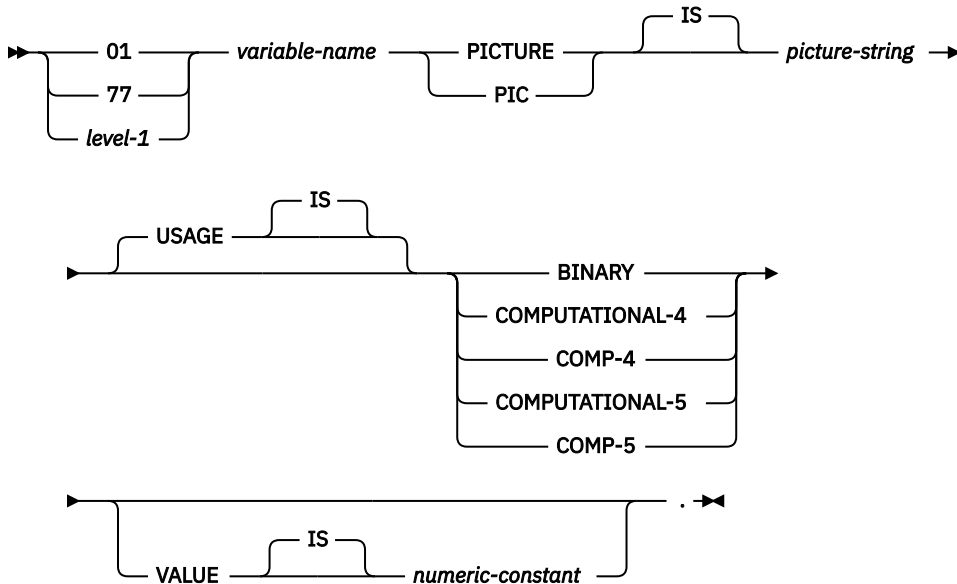 IS
01 variable-name PICTURE picture-string
77 PIC
level-1
IS
USAGE
BINARY
COMPUTATIONAL-4
COMP-4
COMPUTATIONAL-5
COMP-5
.
IS
VALUE numeric-constant